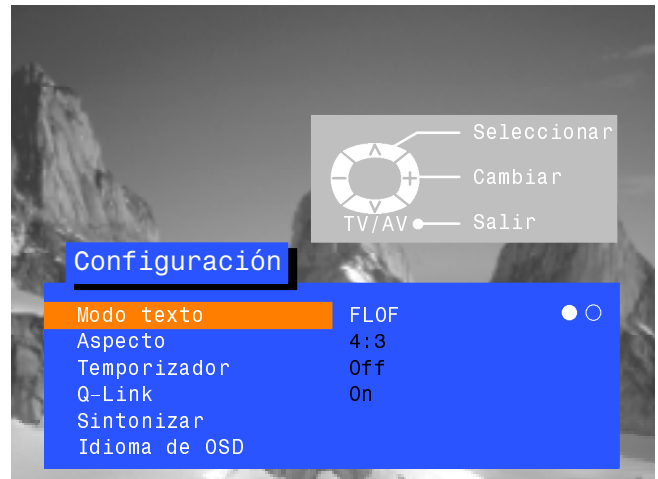 Seleccionar
Cambiar
TV/AV Salir
Configuración
Modo texto FLOF
Aspecto 4:3
Temporizador Off
Q-Link On
Sintonizar
Idioma de OSD